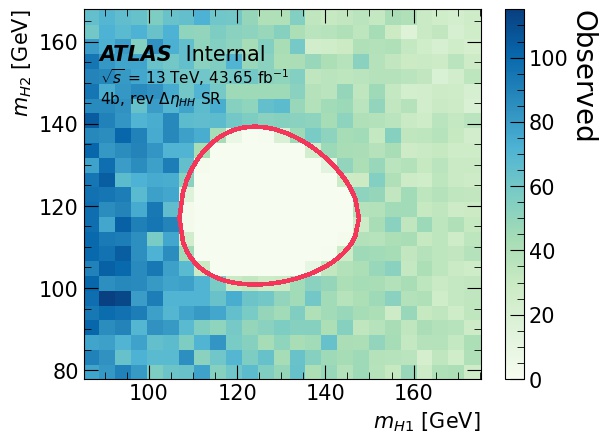 ATLAS Internal
√s = 13 TeV, 43.65 fb⁻¹
4b, rev Δη_HH SR
m_H2 [GeV]
160
140
120
100
80
100
120
140
160
m_H1 [GeV]
Observed
100
80
60
40
20
0